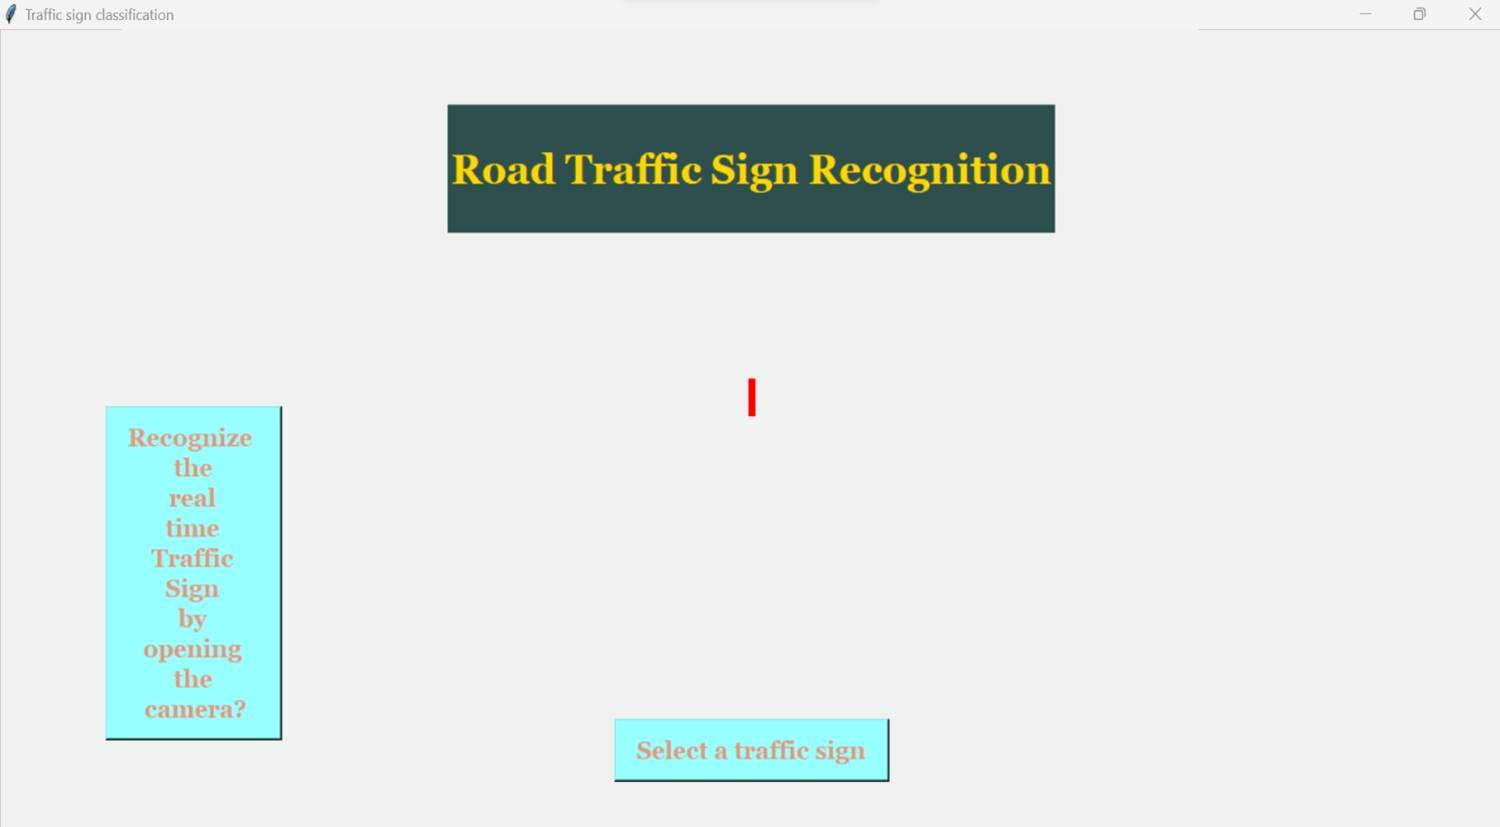 Traffic sign classification
Road Traffic Sign Recognition
Recognize
the
real
time
Traffic
Sign
by
opening
the
camera?
Select a traffic sign